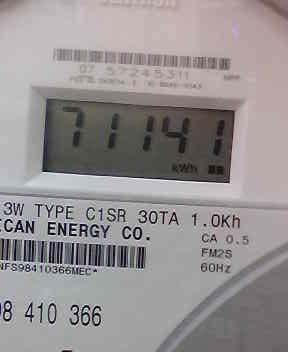 07 57245311
71141
kWh
3W TYPE C1SR 30TA 1.0Kh
ICAN ENERGY CO.
CA 0.5
FM2S
60Hz
NFS98410366MEC*
98 410 366